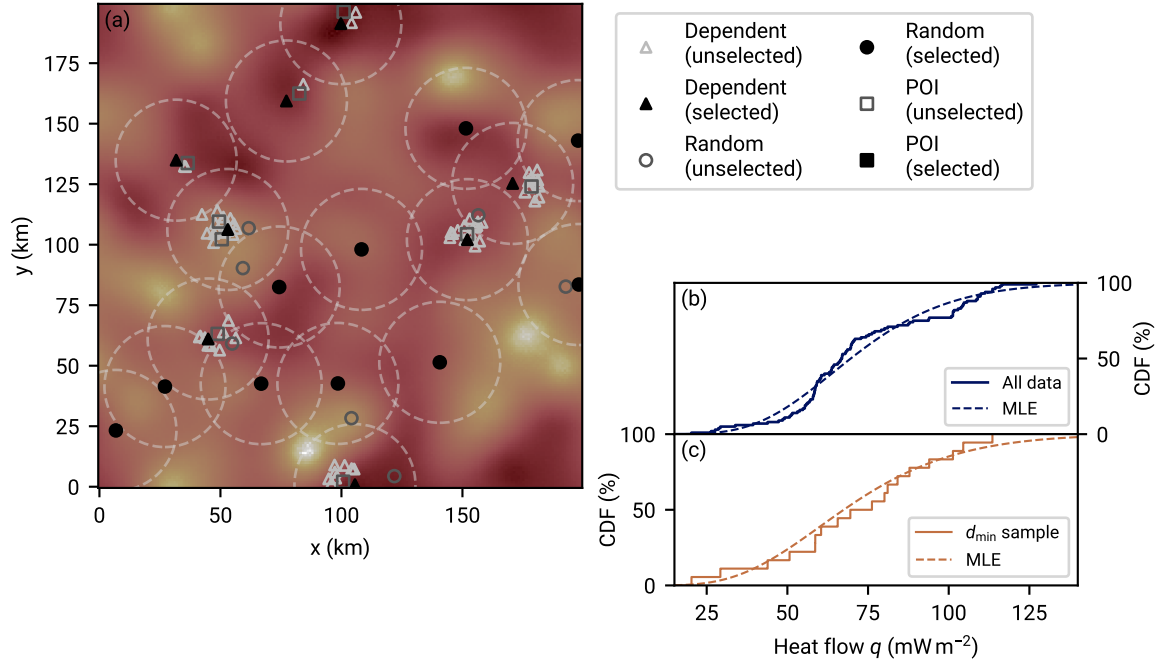 (a)
175
150
125
100
75
50
25
0
y (km)
0 50 100 150
x (km)
Dependent
(unselected)
Dependent
(selected)
Random
(unselected)
Random
(selected)
POI
(unselected)
POI
(selected)
(b)
100
50
0
CDF (%)
All data
MLE
(c)
100
50
0
CDF (%)
dmin sample
MLE
25 50 75 100 125
Heat flow q (mW m−2)